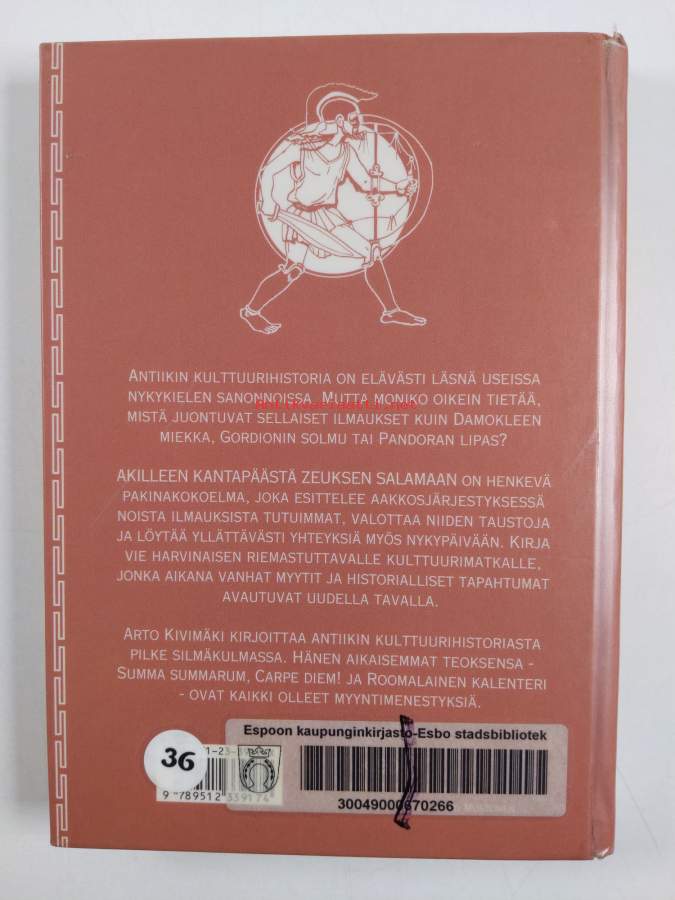 ANTIIKIN KULTTUURIHISTORIA ON ELÄVÄSTI LÄSNÄ USEISSA
NYKYKIELEN SANONNOISSA. MUTTA MONIKO OIKEIN TIETÄÄ,
MISTÄ JUONTUVAT SELLAISET ILMAUKSET KUIN DAMOKLEEN
MIEKKA, GORDIONIN SOLMU TAI PANDORAN LIPAS?
AKILLEEN KANTAPÄÄSTÄ ZEUKSEN SALAMAAN ON HENKEVÄ
PAKINAKOKOELMA, JOKA ESITTELEE AAKKOSJÄRJESTYKSESSÄ
NOISTA ILMAUKSISTA TUTUIMMAT, VALOTTAA NIIDEN TAUSTOJA
JA LÖYTÄÄ YLLÄTTÄVÄSTI YHTEYKSIÄ MYÖS NYKYPÄIVÄÄN. KIRJA
VIE HARVINAISEN RIEMASTUTTAVALLE KULTTUURIMATKALLE,
JONKA AIKANA VANHAT MYYTIT JA HISTORIALLISET TAPAHTUMAT
AVAUTUVAT UUDELLA TAVALLA.
ARTO KIVIMÄKI KIRJOITTAA ANTIIKIN KULTTUURIHISTORIASTA
PILKE SILMÄKULMASSA. HÄNEN AIKAISEMMAT TEOKSENSA -
SUMMA SUMMARUM, CARPE DIEM! JA ROOMALAINEN KALENTERI
- OVAT KAIKKI OLLEET MYYNTIMENESTYKSIÄ.
Espoon kaupunginkirjasto-Esbo stadsbibliotek
36
9 789512 339174
30049000670266